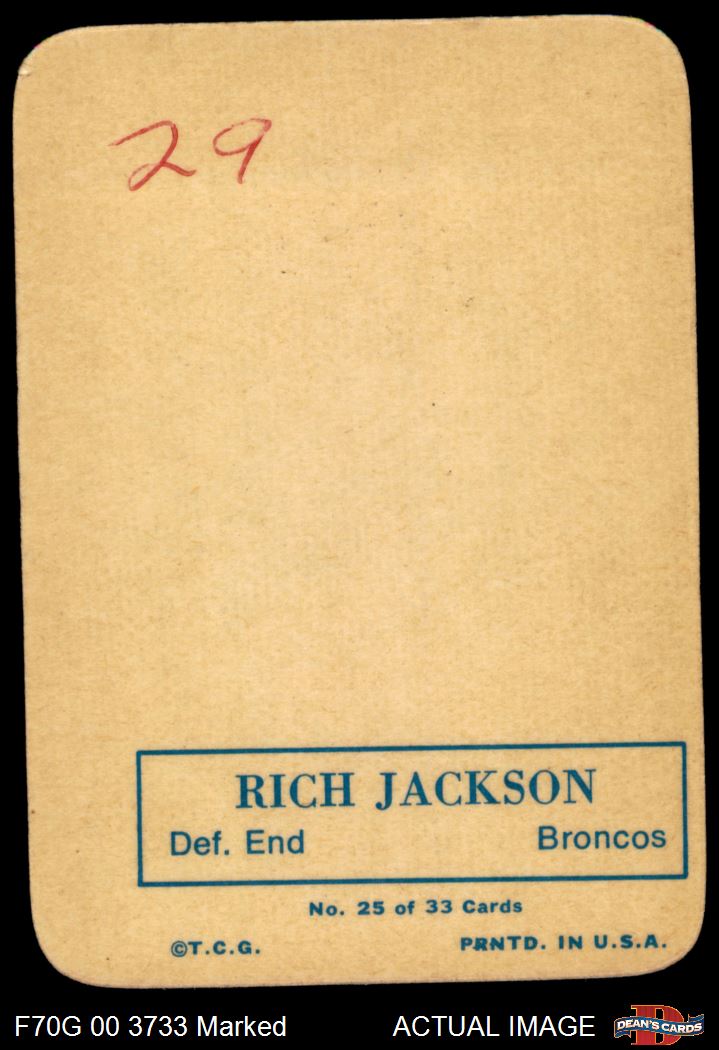 29
RICH JACKSON
Def. End Broncos
No. 25 of 33 Cards
©T.C.G. PRNTD. IN U.S.A.
F70G 00 3733 Marked ACTUAL IMAGE DEAN'S CARDS